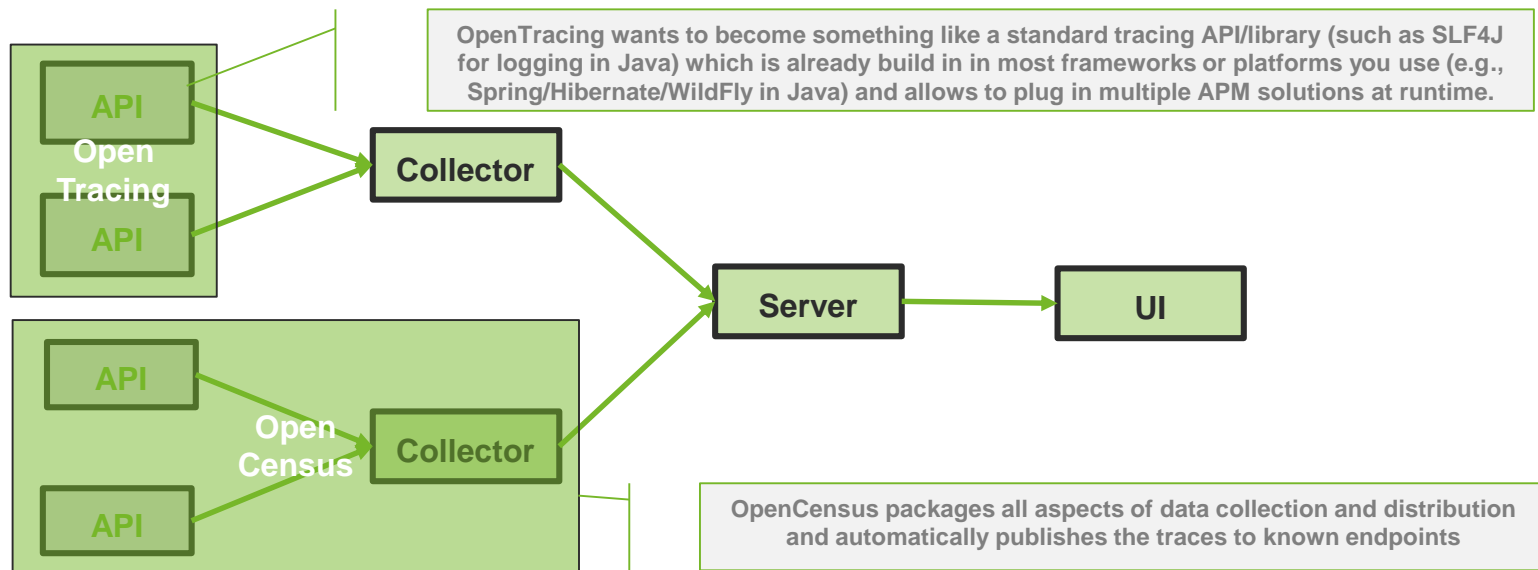 OpenTracing wants to become something like a standard tracing API/library (such as SLF4J
for logging in Java) which is already build in in most frameworks or platforms you use (e.g.,
Spring/Hibernate/WildFly in Java) and allows to plug in multiple APM solutions at runtime.
API
Open
Tracing
API
Collector
Server
UI
API
Open
Census
Collector
API
OpenCensus packages all aspects of data collection and distribution
and automatically publishes the traces to known endpoints